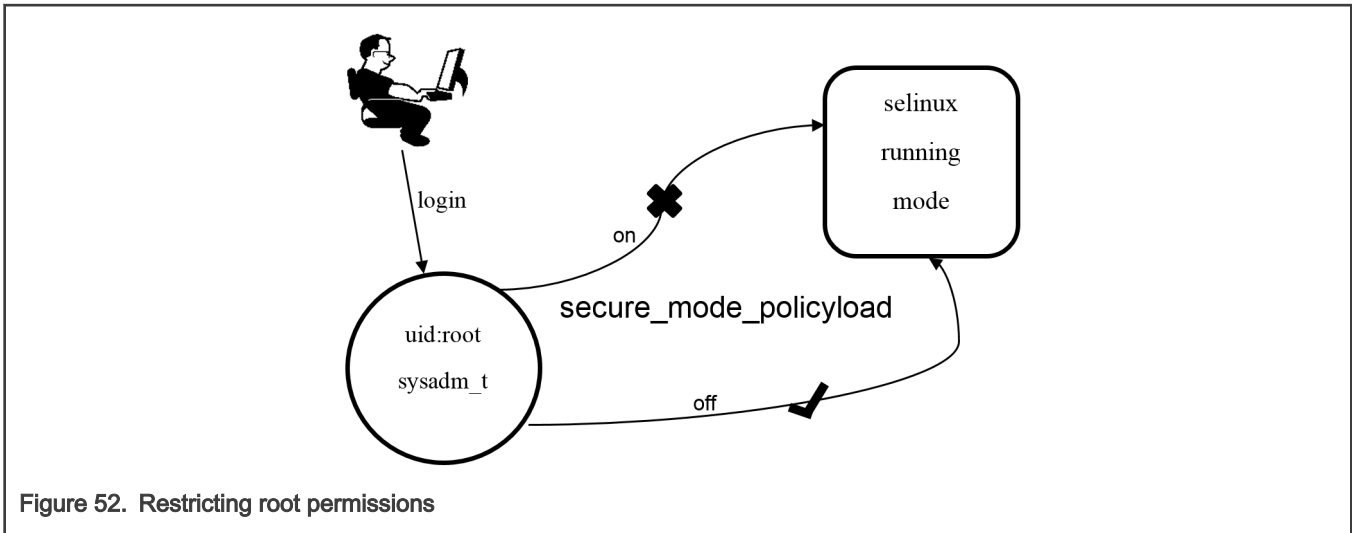 selinux
running
mode
login
on
secure_mode_policyload
uid:root
sysadm_t
off
Figure 52. Restricting root permissions